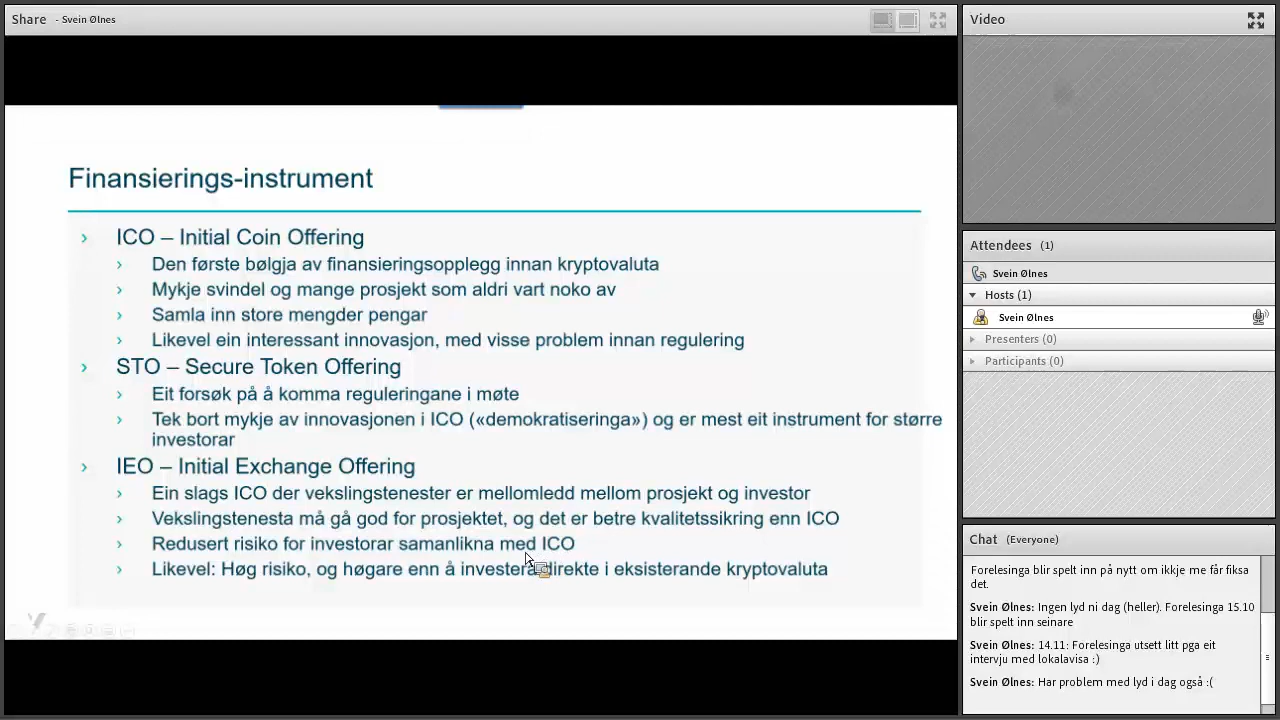 Share - Svein Ølnes
Finansierings-instrument
› ICO – Initial Coin Offering
› Den første bølgja av finansieringsopplegg innan kryptovaluta
› Mykje svindel og mange prosjekt som aldri vart noko av
› Samla inn store mengder pengar
› Likevel ein interessant innovasjon, med visse problem innan regulering
› STO – Secure Token Offering
› Eit forsøk på å komma reguleringane i møte
› Tek bort mykje av innovasjonen i ICO («demokratiseringa») og er mest eit instrument for større
investorar
› IEO – Initial Exchange Offering
› Ein slags ICO der vekslingstenester er mellomledd mellom prosjekt og investor
› Vekslingstenesta må gå god for prosjektet, og det er betre kvalitetssikring enn ICO
› Redusert risiko for investorar samanlikna med ICO
› Likevel: Høg risiko, og høgare enn å investera direkte i eksisterande kryptovaluta
Video
Attendees (1)
Svein Ølnes
Hosts (1)
Svein Ølnes
Presenters (0)
Participants (0)
Chat (Everyone)
Forelesinga blir spelt inn på nytt om ikkje me får fiksa
det.
Svein Ølnes: Ingen lyd ni dag (heller). Forelesinga 15.10
blir spelt inn seinare
Svein Ølnes: 14.11: Forelesinga utsett litt pga eit
intervju med lokalavisa :)
Svein Ølnes: Har problem med lyd i dag også :(